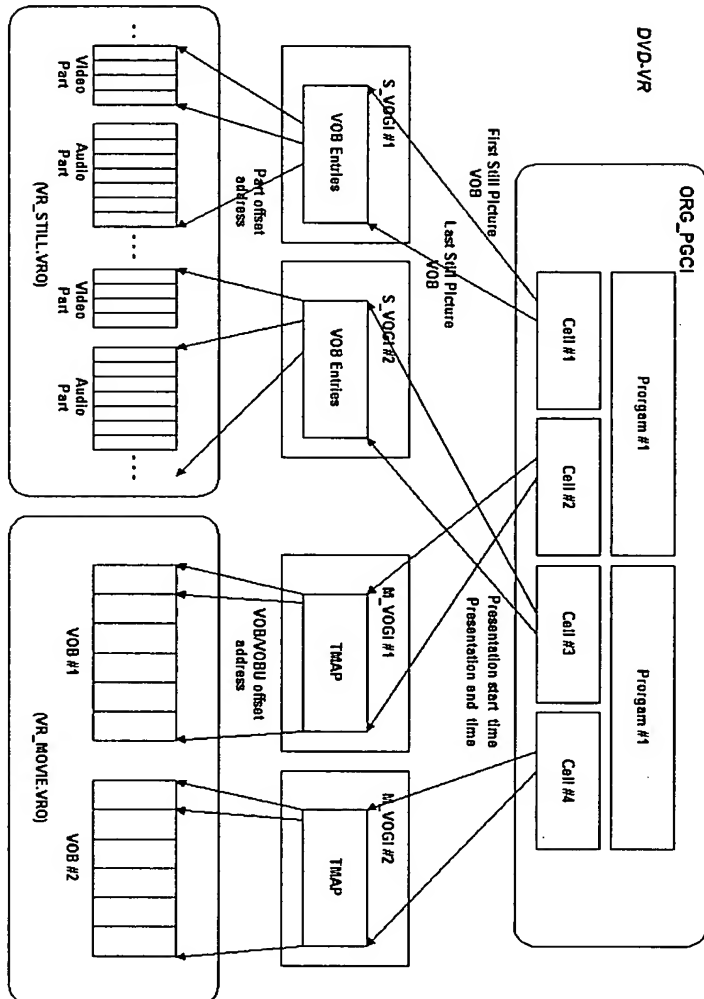 DVD-VR
ORG_PGCI
Prorgam #1
Prorgam #1
Cell #1
Cell #2
Cell #3
Cell #4
First Still Picture
VOB
Last Still Picture
VOB
Presentation start time
Presentation end time
S_VOGI #1
VOB Entries
S_VOGI #2
VOB Entries
M_VOGI #1
TMAP
M_VOGI #2
TMAP
Part offset
address
VOB/VOBU offset
address
...
Video
Part
Audio
Part
...
Video
Part
Audio
Part
...
(VR_STILL.VRO)
VOB #1
VOB #2
(VR_MOVIE.VRO)